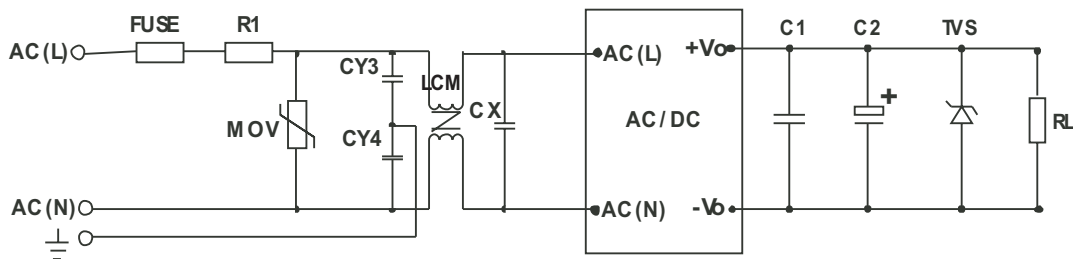 FUSE R1
AC(L)
CY3
LCM
CX
MOV
CY4
AC(N)
AC(L) +Vo
AC/DC
AC(N) -Vo
C1 C2 TVS
+
RL